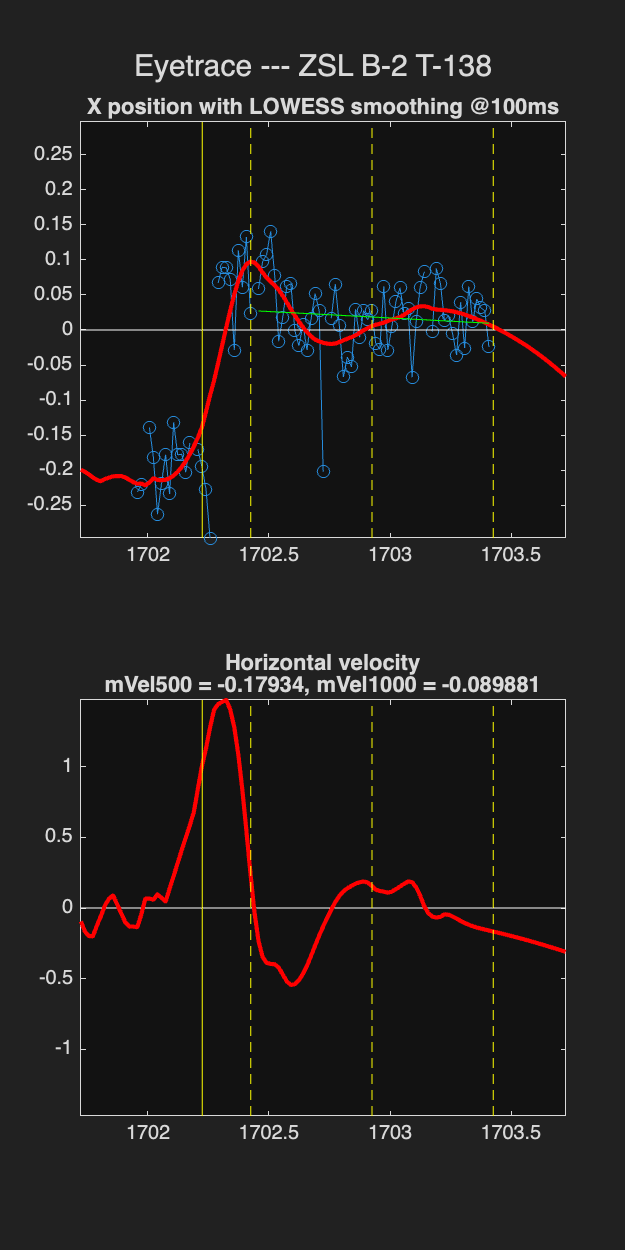 Eyetrace --- ZSL B-2 T-138
X position with LOWESS smoothing @100ms
0.25
0.2
0.15
0.1
0.05
0
-0.05
-0.1
-0.15
-0.2
-0.25
1702 1702.5 1703 1703.5
Horizontal velocity
mVel500 = -0.17934, mVel1000 = -0.089881
1
0.5
0
-0.5
-1
1702 1702.5 1703 1703.5